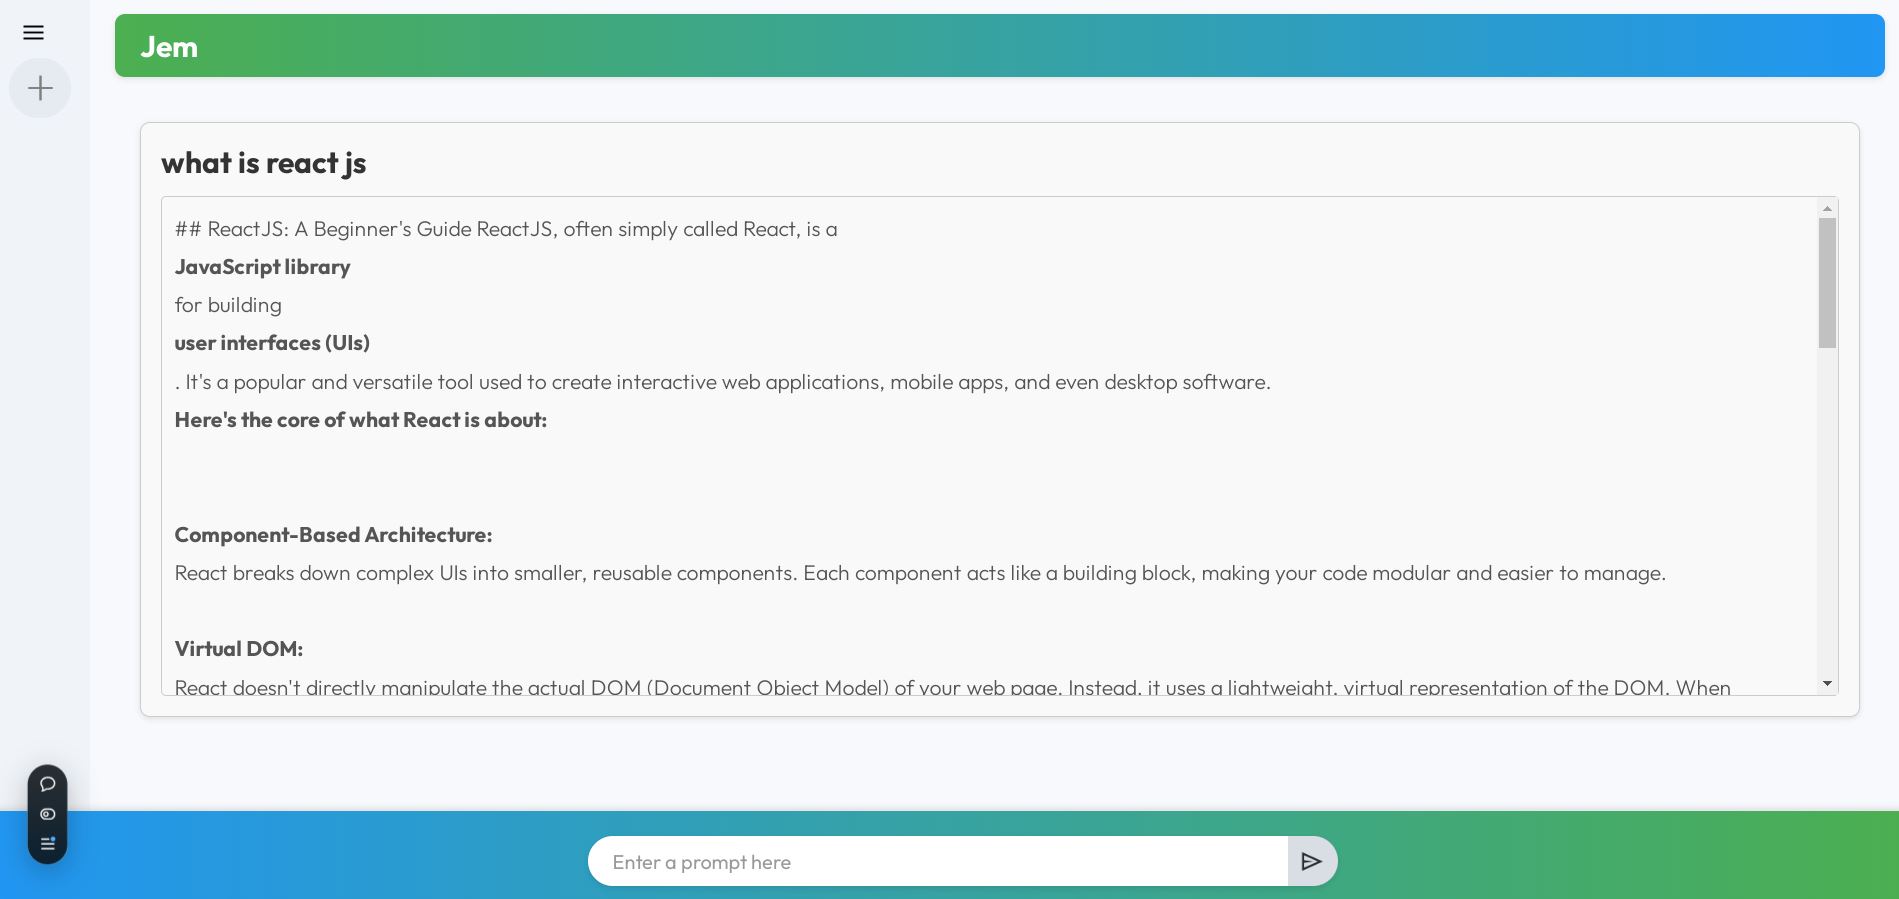 Jem
what is react js
## ReactJS: A Beginner's Guide ReactJS, often simply called React, is a
JavaScript library
for building
user interfaces (UIs)
. It's a popular and versatile tool used to create interactive web applications, mobile apps, and even desktop software.
Here's the core of what React is about:
Component-Based Architecture:
React breaks down complex UIs into smaller, reusable components. Each component acts like a building block, making your code modular and easier to manage.
Virtual DOM:
React doesn't directly manipulate the actual DOM (Document Object Model) of your web page. Instead, it uses a lightweight, virtual representation of the DOM. When
Enter a prompt here